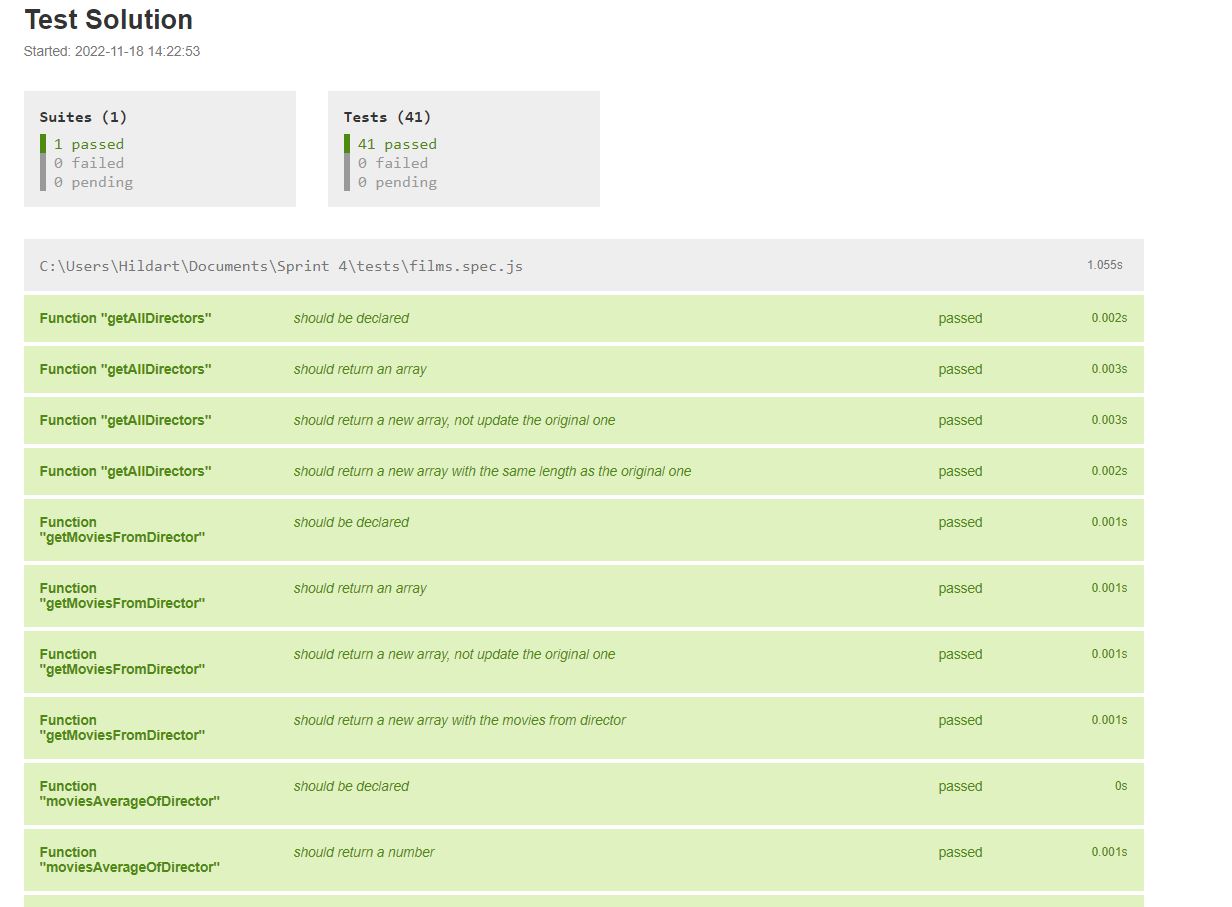 Test Solution
Started: 2022-11-18 14:22:53
Suites (1)
1 passed
0 failed
0 pending
Tests (41)
41 passed
0 failed
0 pending
C:\Users\Hildart\Documents\Sprint 4\tests\films.spec.js 1.055s
Function "getAllDirectors" should be declared passed 0.002s
Function "getAllDirectors" should return an array passed 0.003s
Function "getAllDirectors" should return a new array, not update the original one passed 0.003s
Function "getAllDirectors" should return a new array with the same length as the original one passed 0.002s
Function should be declared passed 0.001s
"getMoviesFromDirector"
Function should return an array passed 0.001s
"getMoviesFromDirector"
Function should return a new array, not update the original one passed 0.001s
"getMoviesFromDirector"
Function should return a new array with the movies from director passed 0.001s
"getMoviesFromDirector"
Function should be declared passed 0s
"moviesAverageOfDirector"
Function should return a number passed 0.001s
"moviesAverageOfDirector"